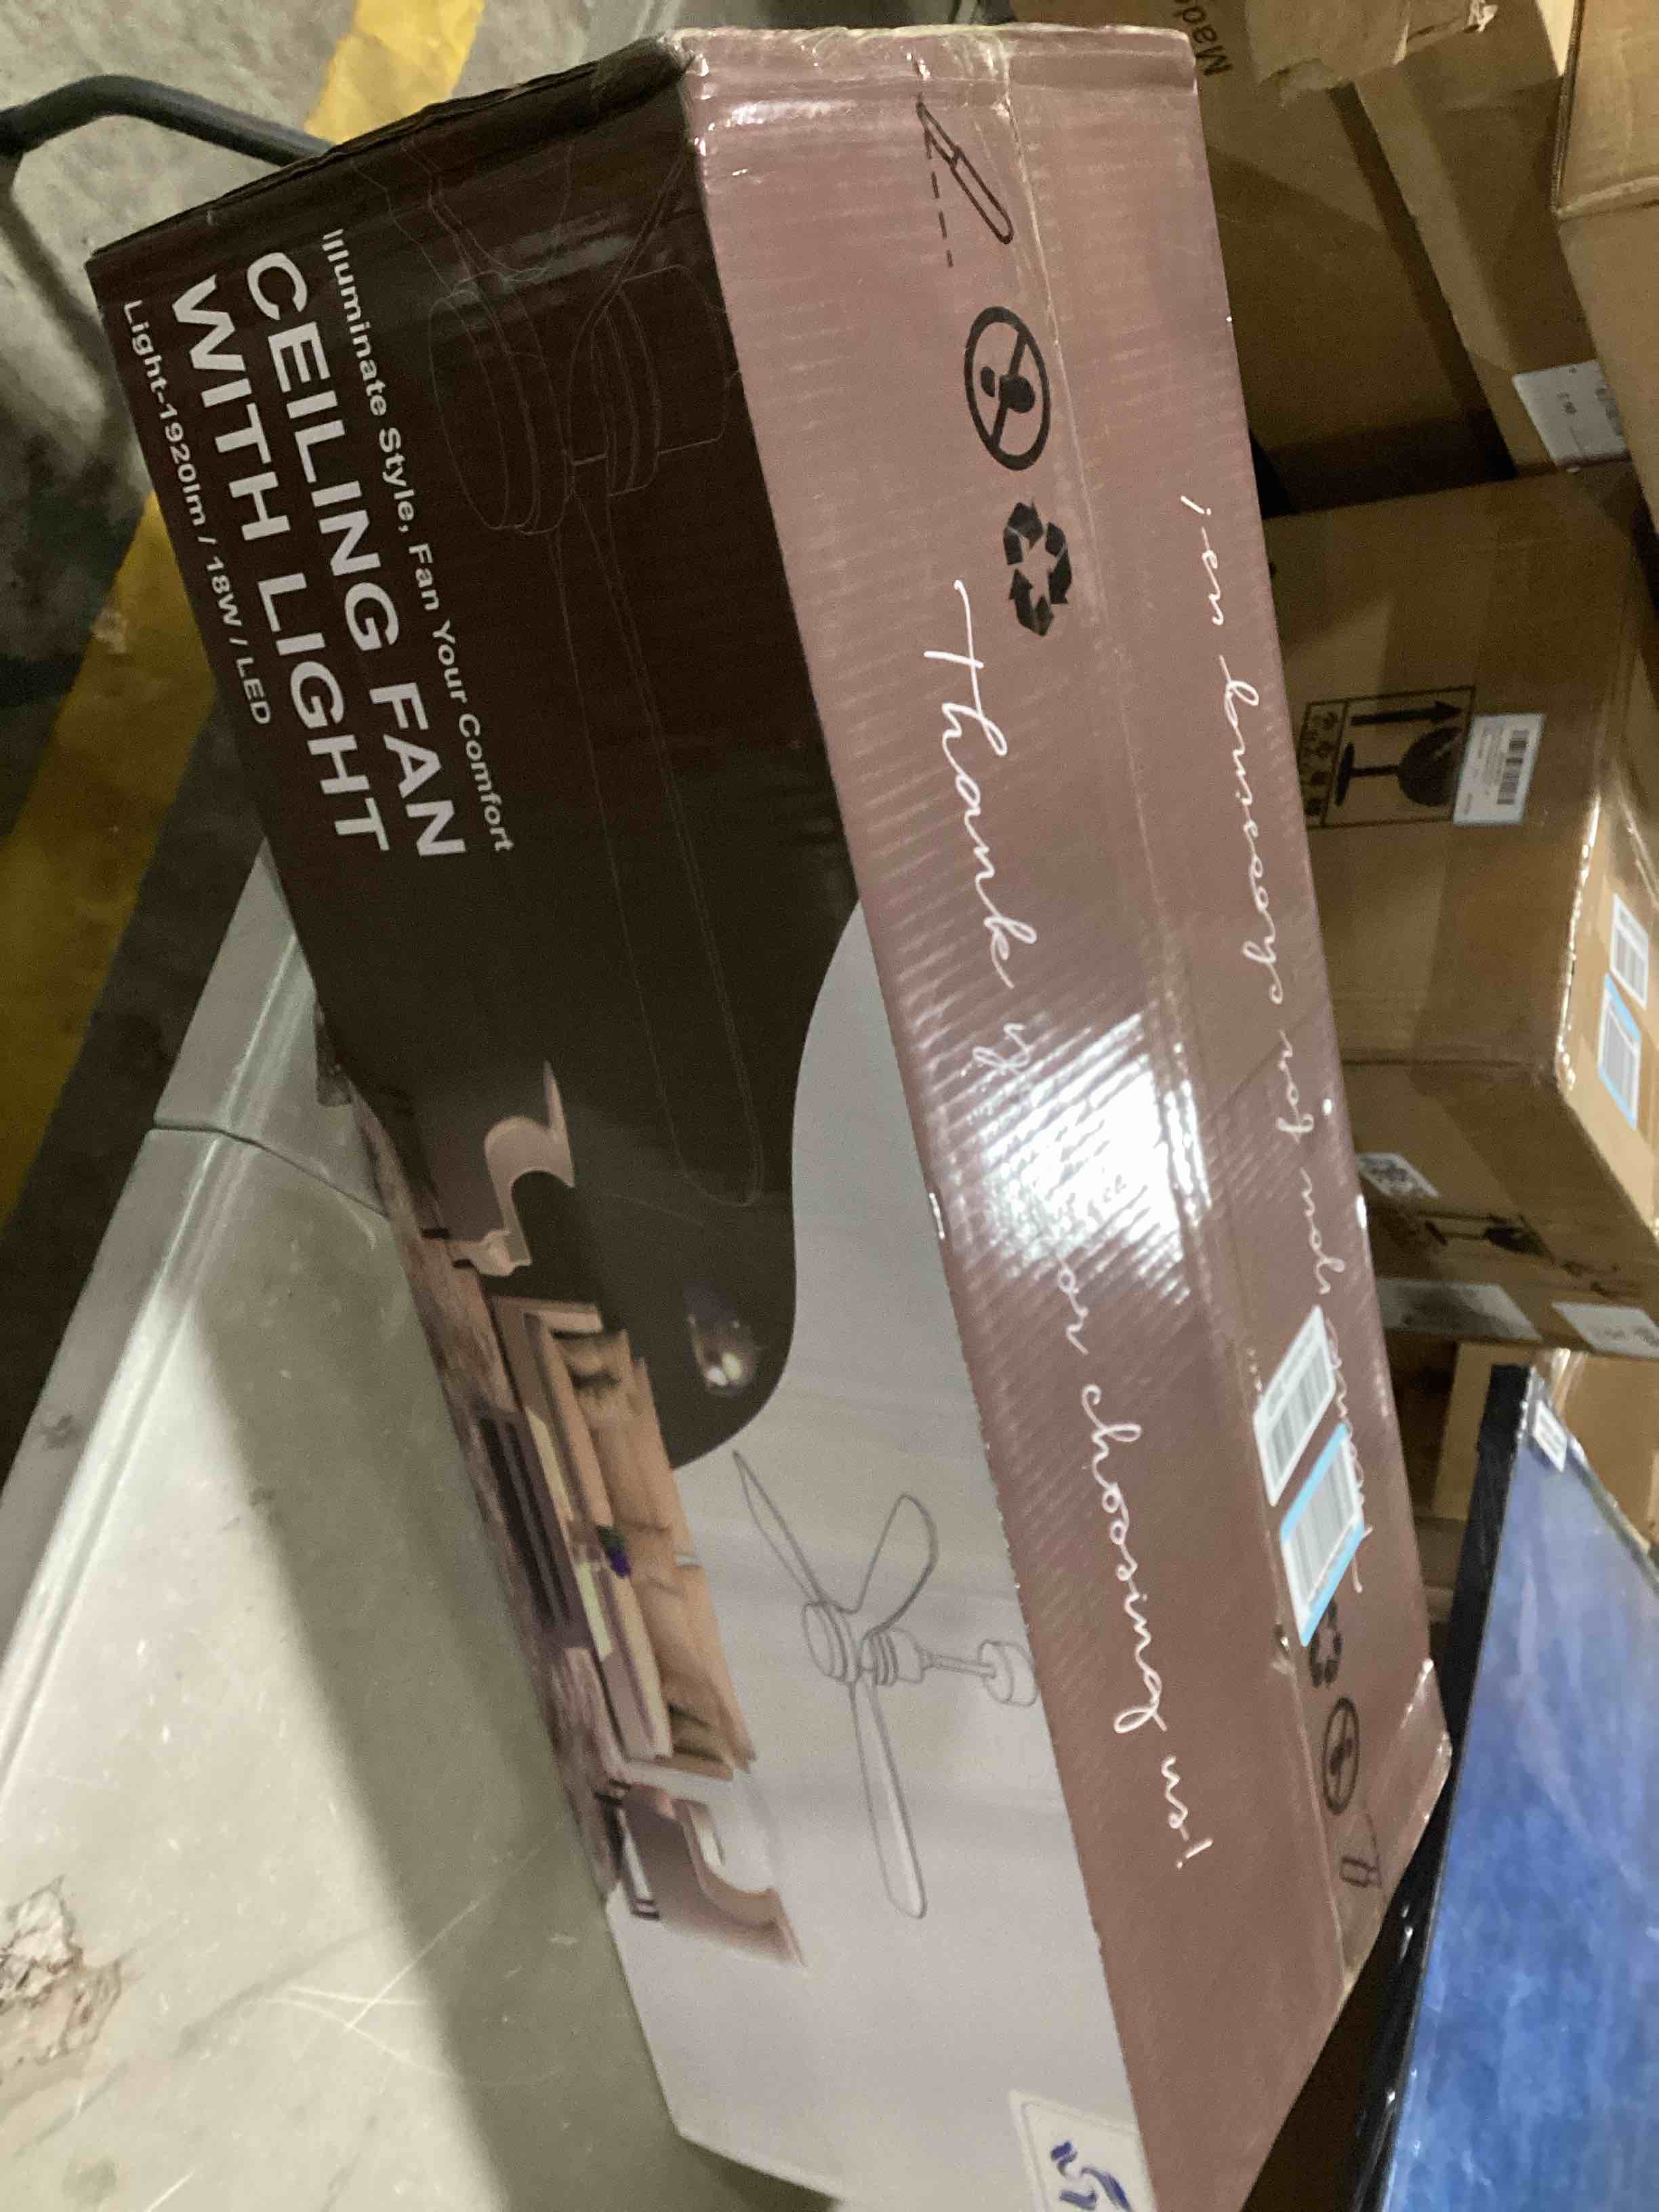 Illuminate Style, Fan Your Comfort
CEILING FAN
WITH LIGHT
Light-1920lm / 18W / LED
Thank you for choosing us!
Thank you for choosing us!
Made